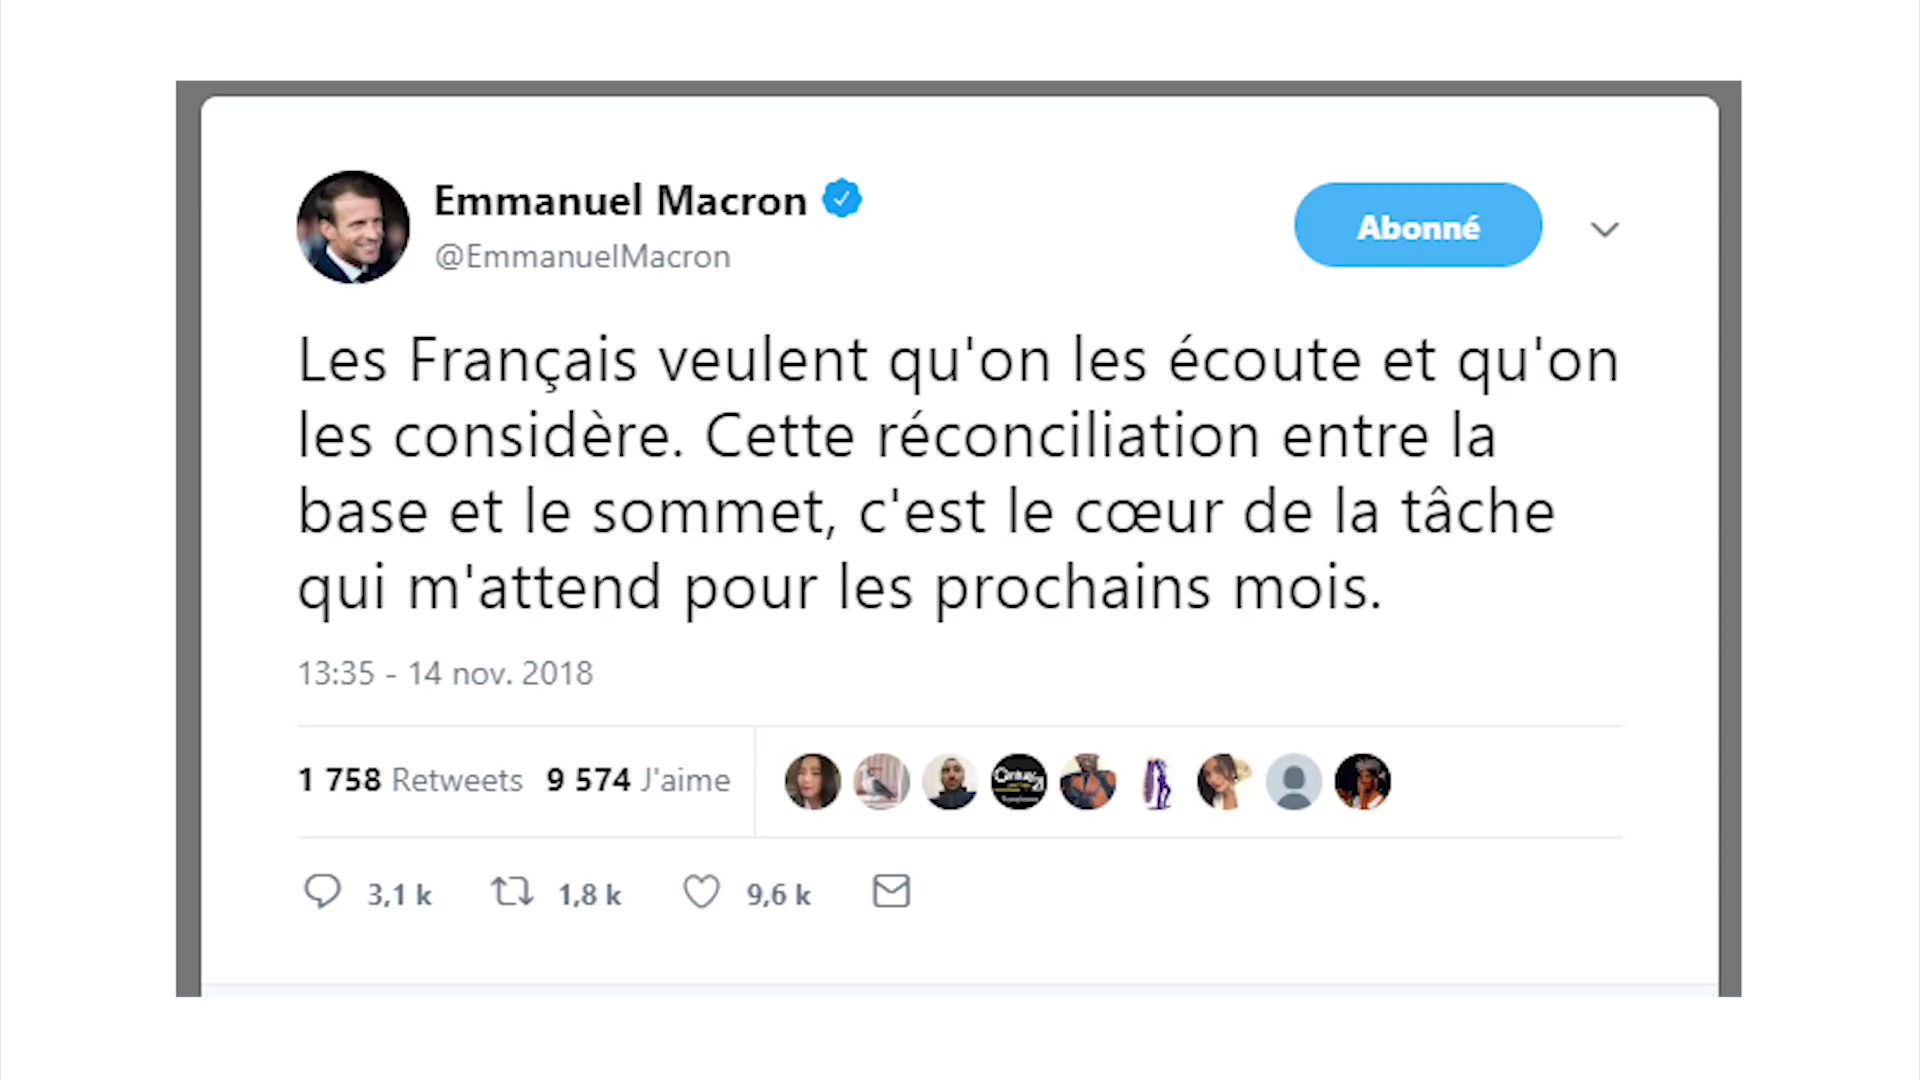 Emmanuel Macron
@EmmanuelMacron
Abonné
Les Français veulent qu'on les écoute et qu'on
les considère. Cette réconciliation entre la
base et le sommet, c'est le cœur de la tâche
qui m'attend pour les prochains mois.
13:35 - 14 nov. 2018
1 758 Retweets 9 574 J'aime
3,1 k 1,8 k 9,6 k